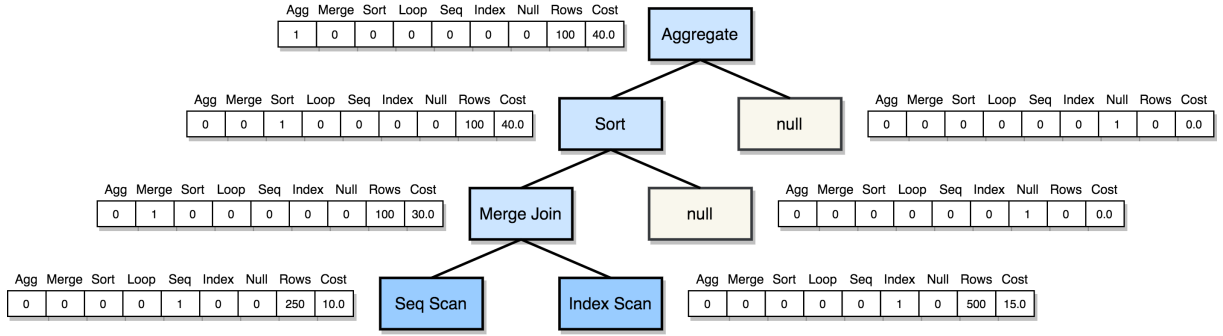 Agg Merge Sort Loop Seq Index Null Rows Cost
1 0 0 0 0 0 0 100 40.0
Aggregate
Agg Merge Sort Loop Seq Index Null Rows Cost
0 0 1 0 0 0 0 100 40.0
Sort
null
Agg Merge Sort Loop Seq Index Null Rows Cost
0 0 0 0 0 0 1 0 0.0
Agg Merge Sort Loop Seq Index Null Rows Cost
0 1 0 0 0 0 0 100 30.0
Merge Join
null
Agg Merge Sort Loop Seq Index Null Rows Cost
0 0 0 0 0 0 1 0 0.0
Agg Merge Sort Loop Seq Index Null Rows Cost
0 0 0 0 1 0 0 250 10.0
Seq Scan
Index Scan
Agg Merge Sort Loop Seq Index Null Rows Cost
0 0 0 0 0 1 0 500 15.0